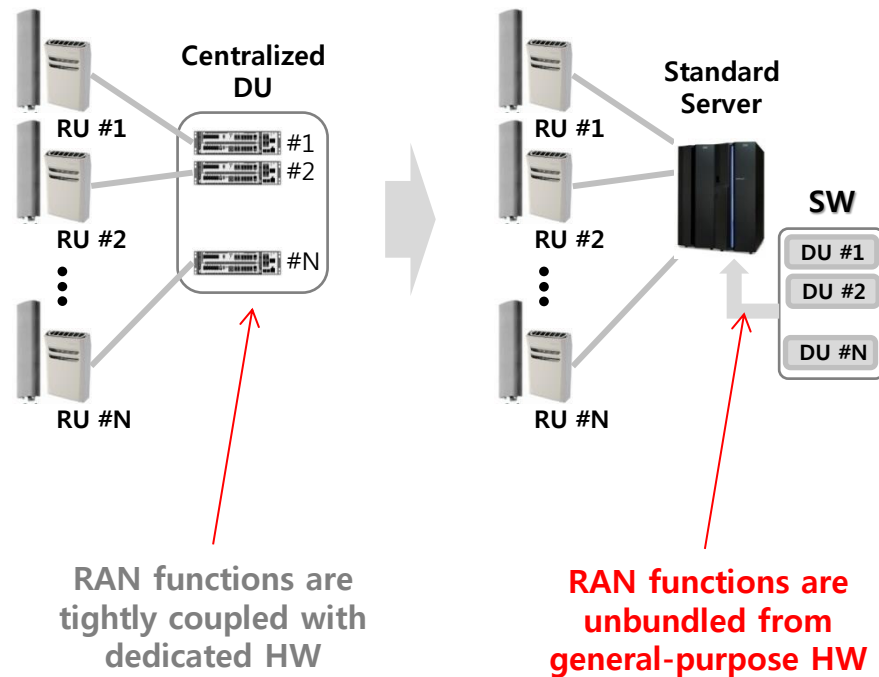 Centralized
DU
RU #1
#1
#2
RU #2
#N
RU #N
RAN functions are
tightly coupled with
dedicated HW
Standard
Server
RU #1
RU #2
SW
DU #1
DU #2
DU #N
RU #N
RAN functions are
unbundled from
general-purpose HW